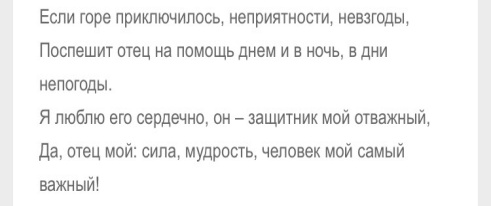 Если горе приключилось, неприятности, невзгоды,
Поспешит отец на помощь днем и в ночь, в дни
непогоды.
Я люблю его сердечно, он – защитник мой отважный,
Да, отец мой: сила, мудрость, человек мой самый
важный!